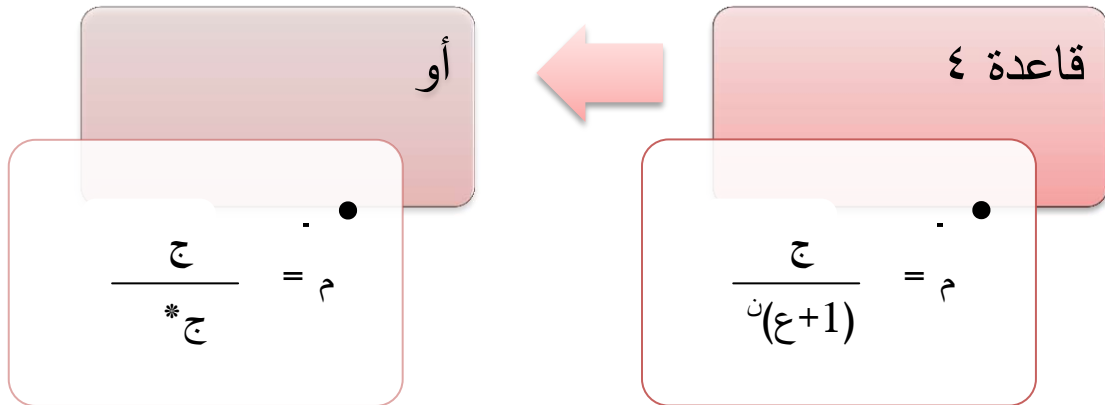 قاعدة ٤
• -
م = ج
(1+ع)ن
أو
• -
م = ج
ج*